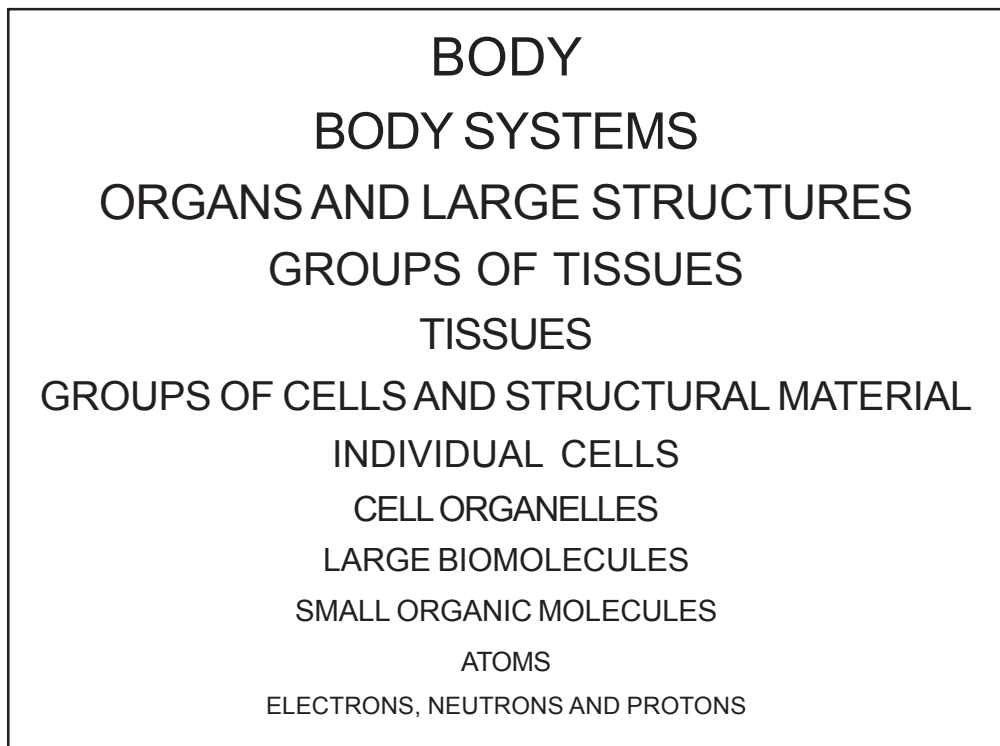 BODY
BODY SYSTEMS
ORGANS AND LARGE STRUCTURES
GROUPS OF TISSUES
TISSUES
GROUPS OF CELLS AND STRUCTURAL MATERIAL
INDIVIDUAL CELLS
CELL ORGANELLES
LARGE BIOMOLECULES
SMALL ORGANIC MOLECULES
ATOMS
ELECTRONS, NEUTRONS AND PROTONS